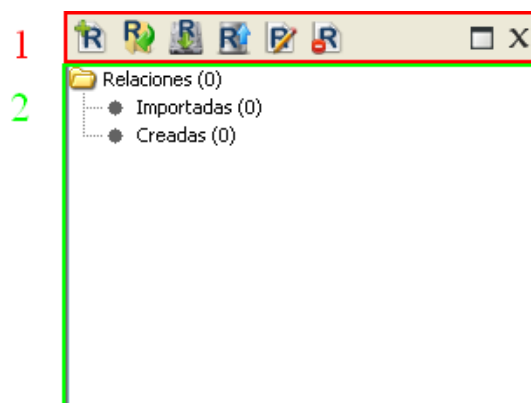 1
R R R R R R X
2
Relaciones (0)
Importadas (0)
Creadas (0)